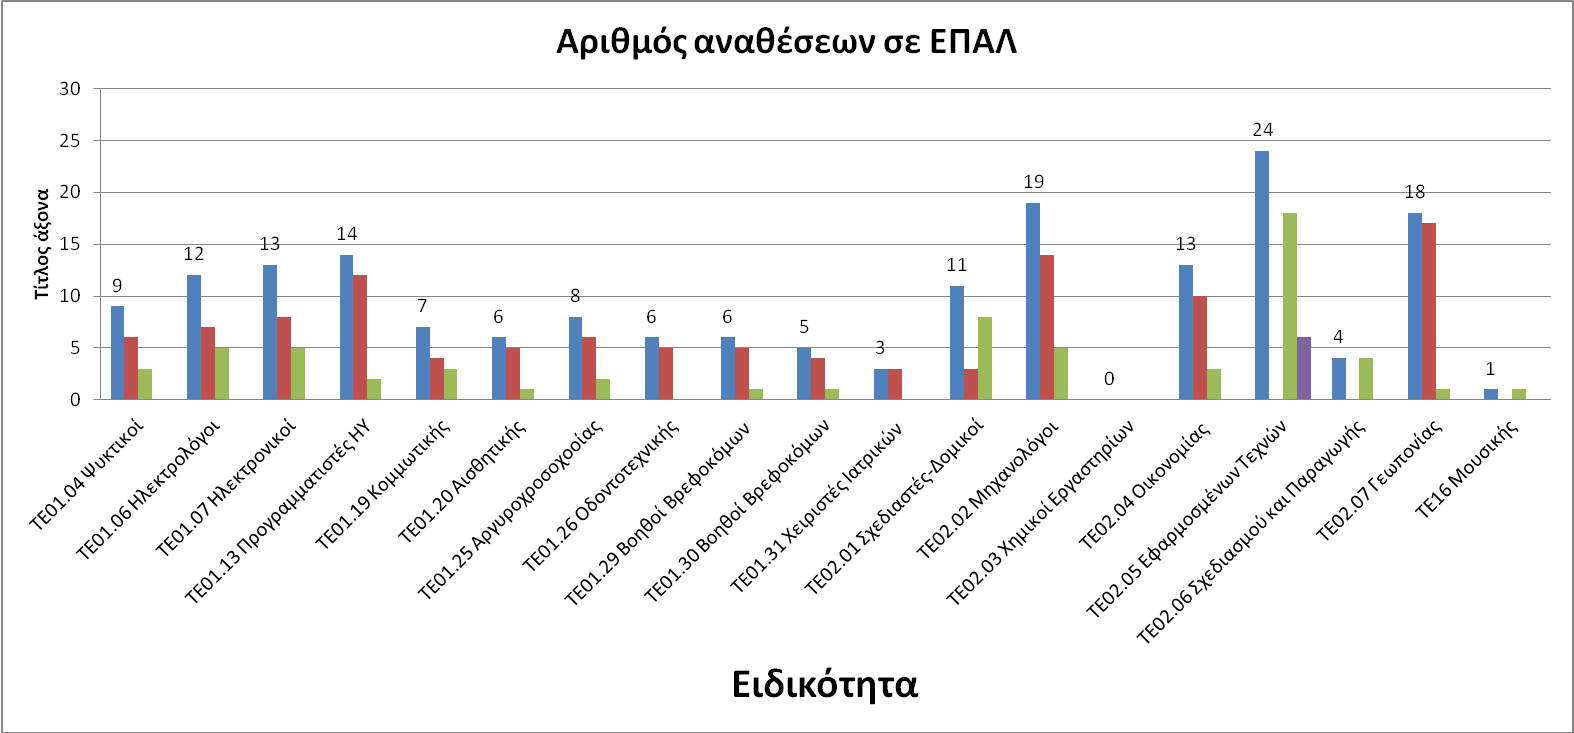 Αριθμός αναθέσεων σε ΕΠΑΛ
Τίτλος άξονα
30
25
20
15
10
5
0
9
12
13
14
7
6
8
6
6
5
3
11
19
0
13
24
4
18
1
ΤΕ01.04 Ψυκτικοί
ΤΕ01.06 Ηλεκτρολόγοι
ΤΕ01.07 Ηλεκτρονικοί
ΤΕ01.13 Προγραμματιστές ΗΥ
ΤΕ01.19 Κομμωτικής
ΤΕ01.20 Αισθητικής
ΤΕ01.25 Αργυροχροσοχοοίας
ΤΕ01.26 Οδοντοτεχνικής
ΤΕ01.29 Βοηθοί Βρεφοκόμων
ΤΕ01.30 Βοηθοί Βρεφοκόμων
ΤΕ01.31 Χειριστές Ιατρικών
ΤΕ02.01 Σχεδιαστές-Δομικοί
ΤΕ02.02 Μηχανολόγοι
ΤΕ02.03 Χημικοί Εργαστηρίων
ΤΕ02.04 Οικονομίας
ΤΕ02.05 Εφαρμοσμένων Τεχνών
ΤΕ02.06 Σχεδιασμού και Παραγωγής
ΤΕ02.07 Γεωπονίας
ΤΕ16 Μουσικής
Ειδικότητα